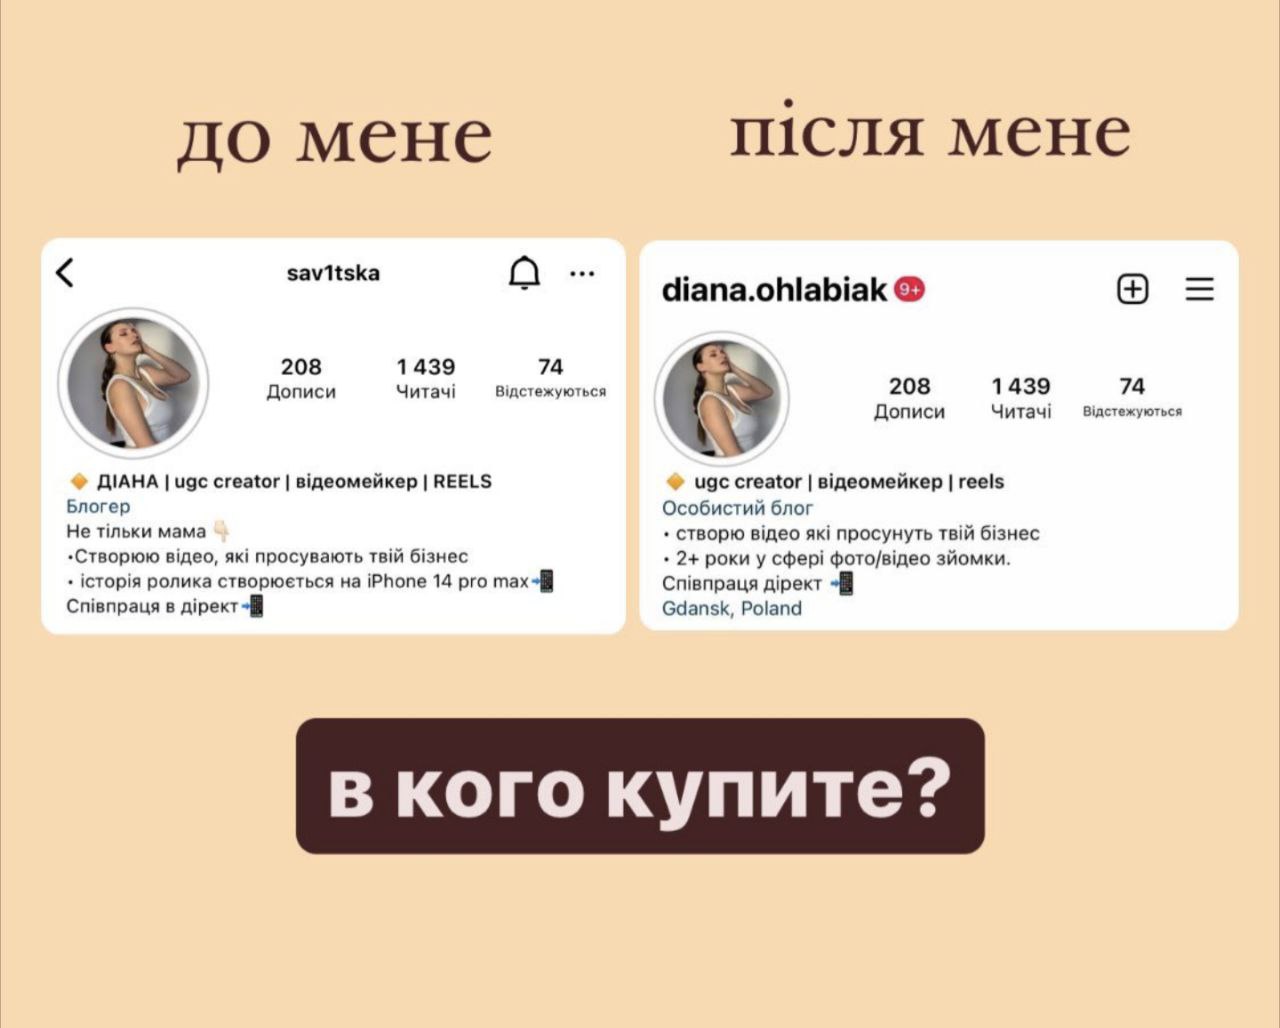 до мене
після мене
sav1tska
208
1 439
74
Дописи
Читачі
Відстежуються
🔸 ДІАНА | ugc creator | відеомейкер | REELS
Блогер
Не тільки мама 👇🏻
•Створюю відео, які просувають твій бізнес
• історія ролика створюється на iPhone 14 pro max📲
Співпраця в дірект📲
diana.ohlabiak 9+
208
1 439
74
Дописи
Читачі
Відстежуються
🔸 ugc creator | відеомейкер | reels
Особистий блог
• створю відео які просунуть твій бізнес
• 2+ роки у сфері фото/відео зйомки.
Співпраця дірект 📲
Gdansk, Poland
в кого купите?